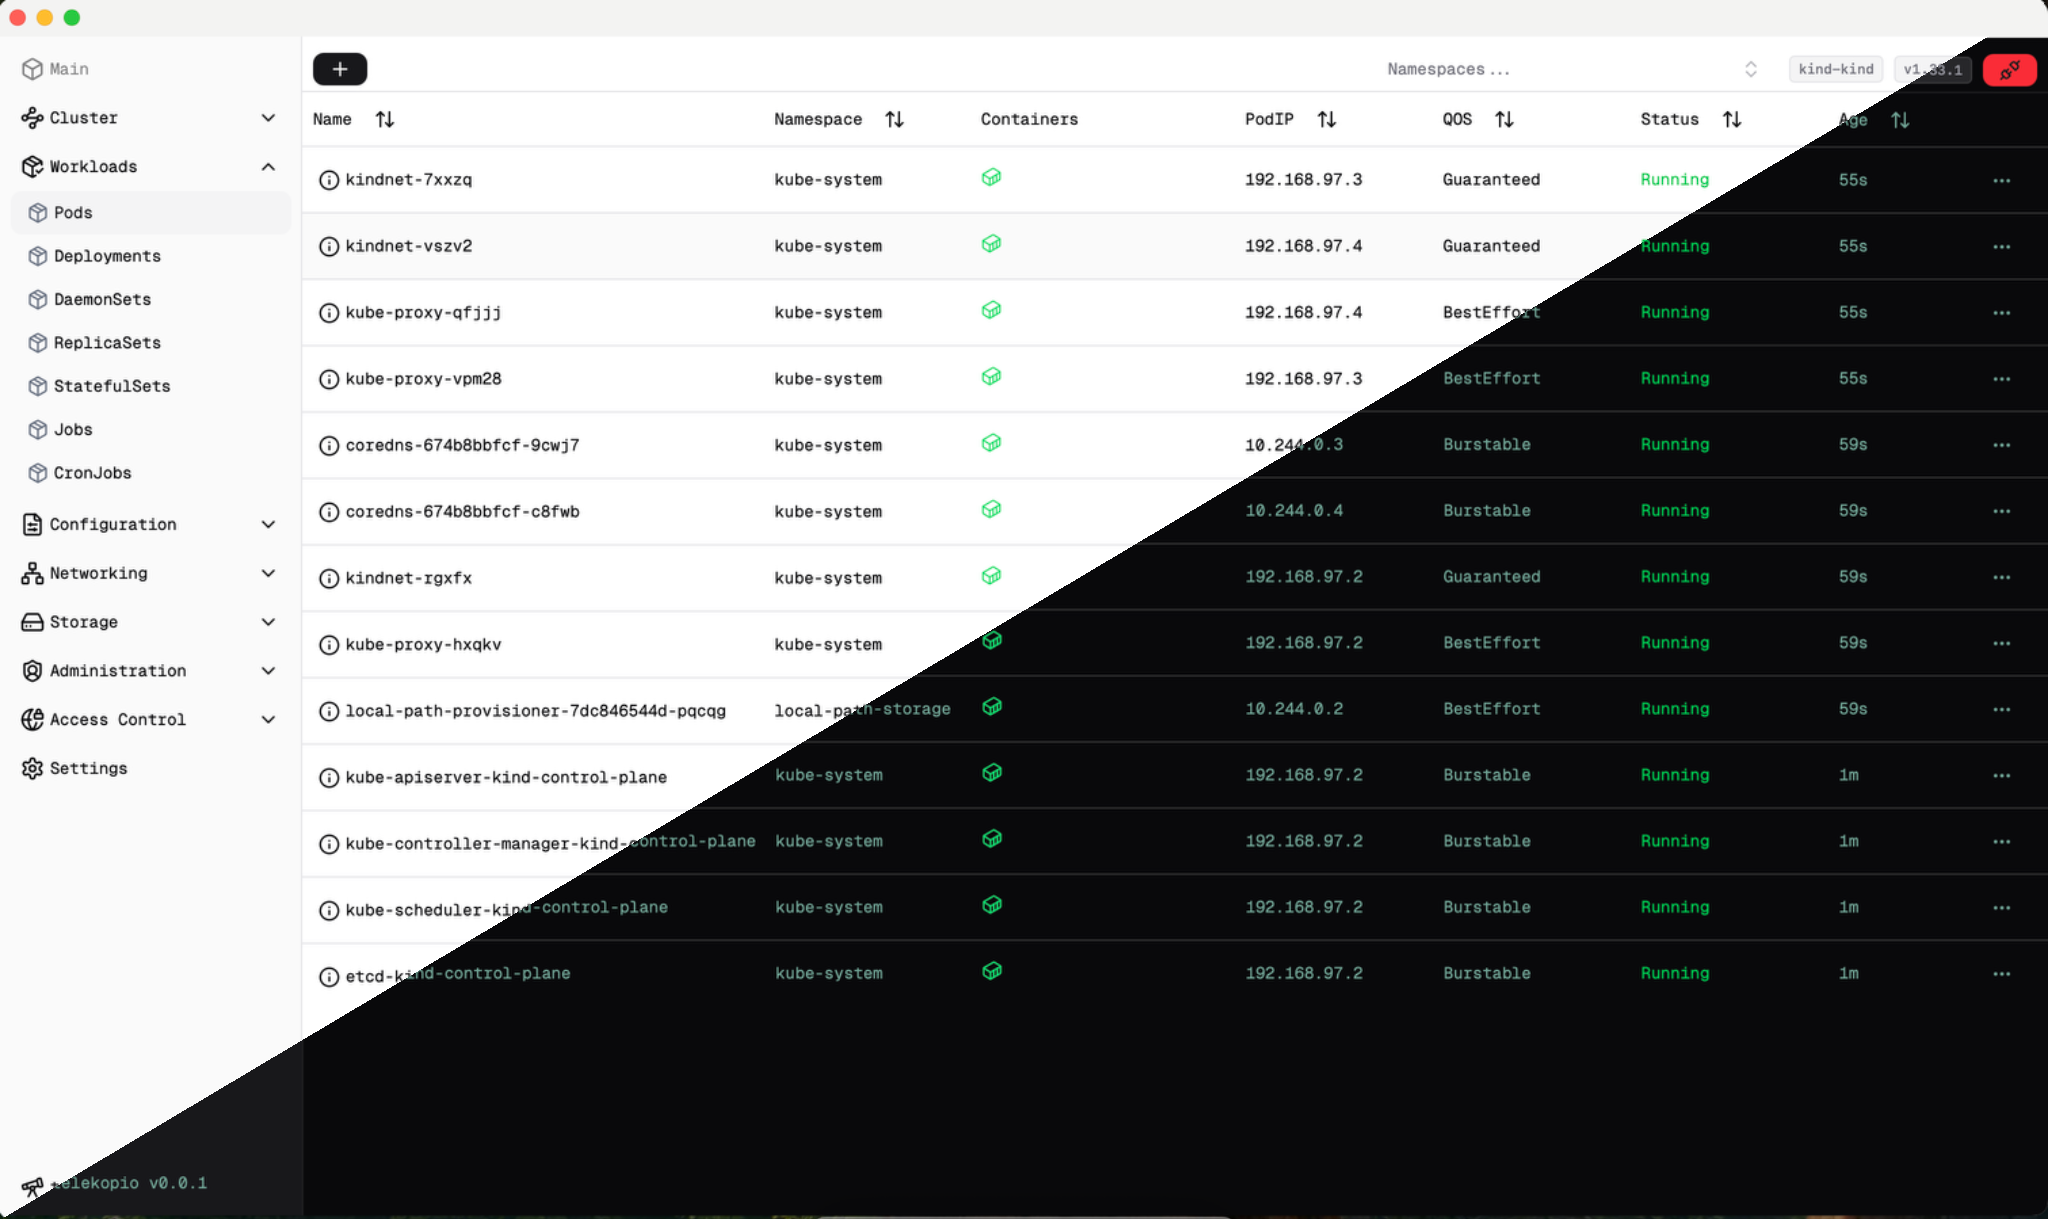 Main
Cluster
Workloads
Pods
Deployments
DaemonSets
ReplicaSets
StatefulSets
Jobs
CronJobs
Configuration
Networking
Storage
Administration
Access Control
Settings
telekopio v0.0.1
+ Namespaces... kind-kind v1.33.1
Name Namespace Containers PodIP QOS Status Age
kindnet-7xxzq kube-system 192.168.97.3 Guaranteed Running 55s ...
kindnet-vszv2 kube-system 192.168.97.4 Guaranteed Running 55s ...
kube-proxy-qfjjj kube-system 192.168.97.4 BestEffort Running 55s ...
kube-proxy-vpm28 kube-system 192.168.97.3 BestEffort Running 55s ...
coredns-674b8bbfcf-9cwj7 kube-system 10.244.0.3 Burstable Running 59s ...
coredns-674b8bbfcf-c8fwb kube-system 10.244.0.4 Burstable Running 59s ...
kindnet-rgxfx kube-system 192.168.97.2 Guaranteed Running 59s ...
kube-proxy-hxqkv kube-system 192.168.97.2 BestEffort Running 59s ...
local-path-provisioner-7dc846544d-pqcqg local-path-storage 10.244.0.2 BestEffort Running 59s ...
kube-apiserver-kind-control-plane kube-system 192.168.97.2 Burstable Running 1m ...
kube-controller-manager-kind-control-plane kube-system 192.168.97.2 Burstable Running 1m ...
kube-scheduler-kind-control-plane kube-system 192.168.97.2 Burstable Running 1m ...
etcd-kind-control-plane kube-system 192.168.97.2 Burstable Running 1m ...